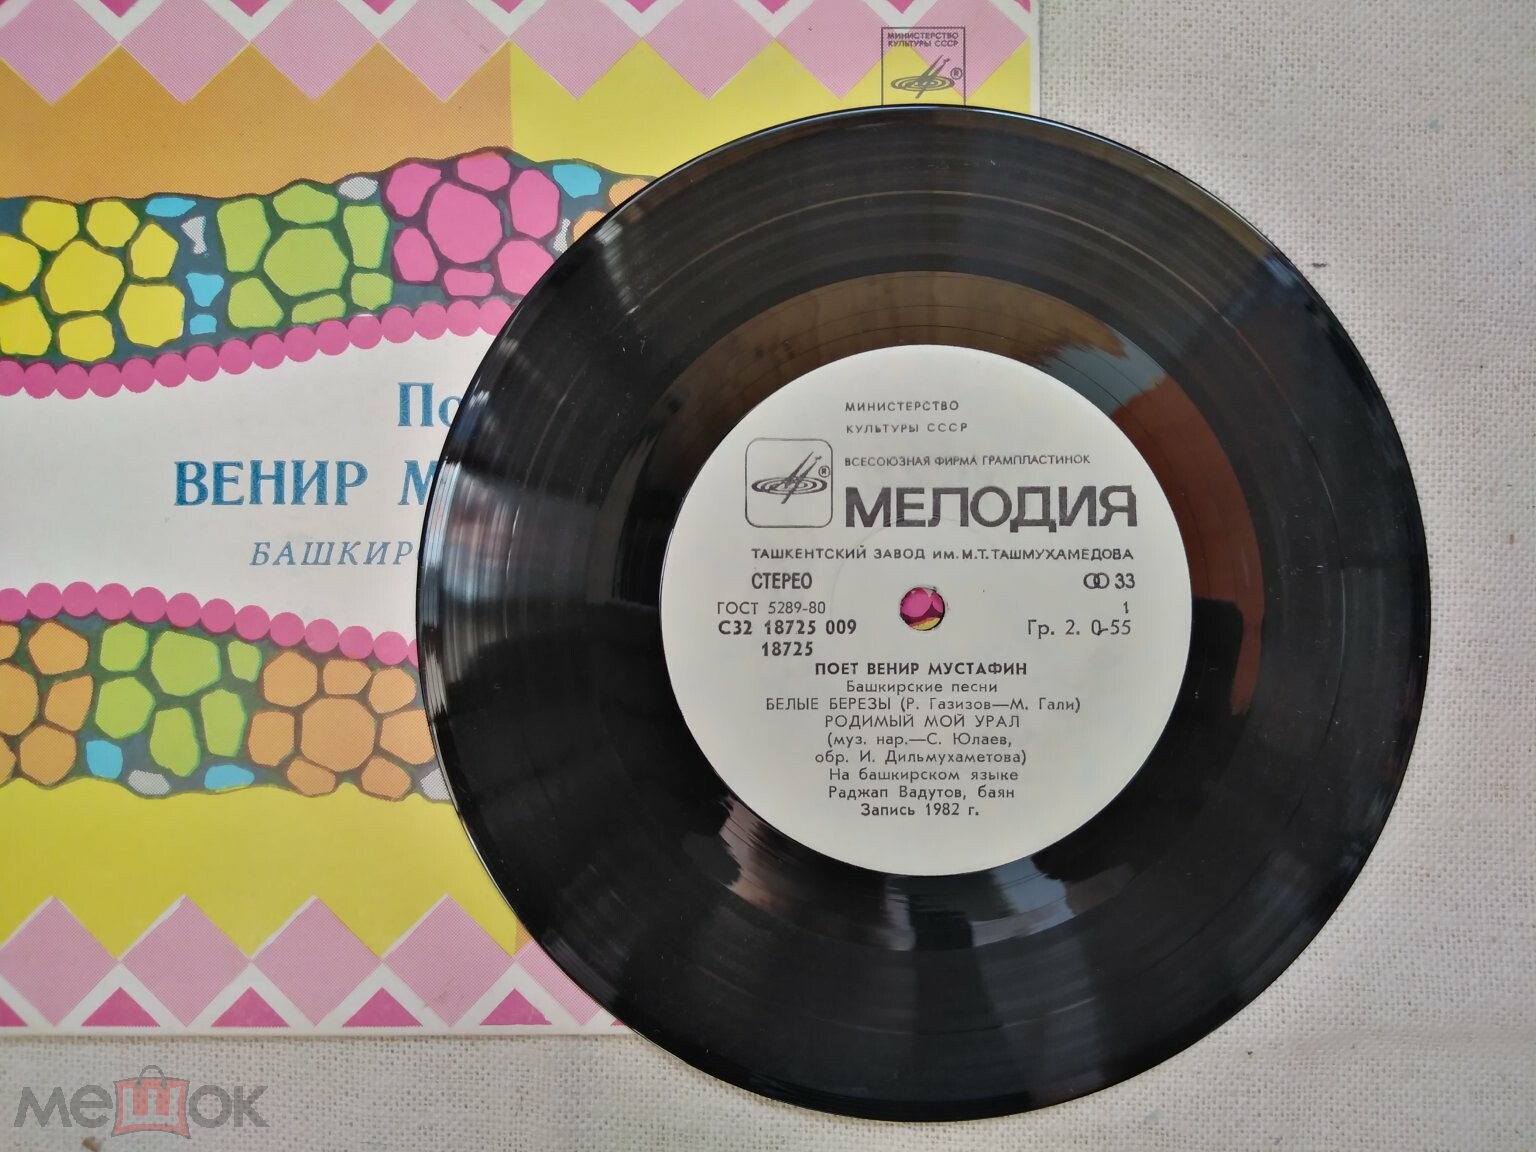 МИНИСТЕРСТВО
КУЛЬТУРЫ СССР
По
ВЕНИР М
БАШКИР
МИНИСТЕРСТВО
КУЛЬТУРЫ СССР
ВСЕСОЮЗНАЯ ФИРМА ГРАМПЛАСТИНОК
МЕЛОДИЯ
ТАШКЕНТСКИЙ ЗАВОД ИМ. М.Т. ТАШМУХАМЕДОВА
СТЕРЕО 33
ГОСТ 5289-80 1
С32 18725 009 Гр. 2. 0-55
18725
ПОЕТ ВЕНИР МУСТАФИН
Башкирские песни
БЕЛЫЕ БЕРЕЗЫ (Р. Газизов—М. Гали)
РОДИМЫЙ МОЙ УРАЛ
(муз. нар.—С. Юлаев,
обр. И. Дильмухаметова)
На башкирском языке
Раджап Вадутов, баян
Запись 1982 г.
мешок